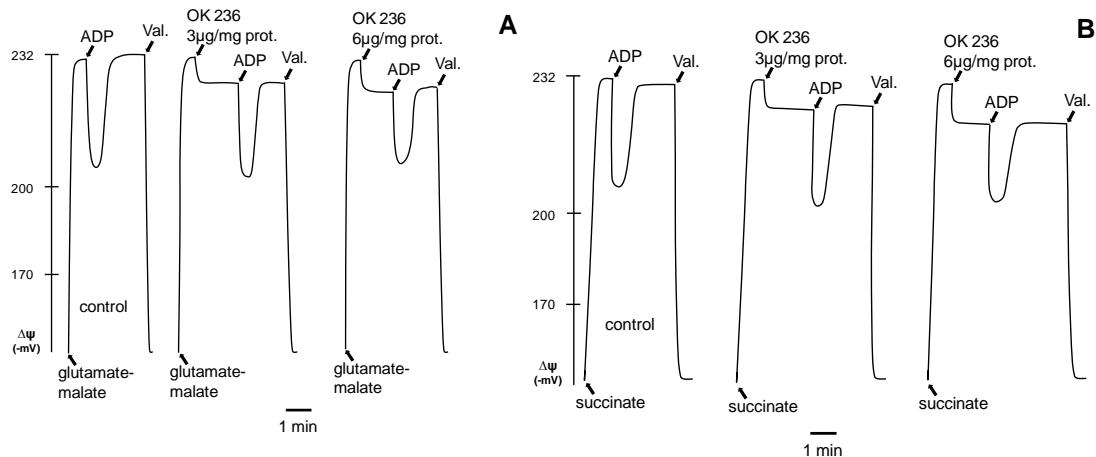 A
232
200
170
Δψ
(-mV)
ADP
Val.
control
glutamate-
malate
OK 236
3µg/mg prot.
ADP
Val.
glutamate-
malate
OK 236
6µg/mg prot.
ADP
Val.
glutamate-
malate
1 min
B
232
200
170
Δψ
(-mV)
ADP
Val.
control
succinate
OK 236
3µg/mg prot.
ADP
Val.
succinate
OK 236
6µg/mg prot.
ADP
Val.
succinate
1 min